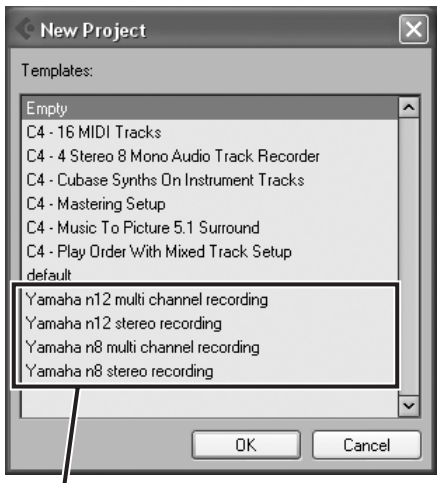 New Project
Templates:
Empty
C4 - 16 MIDI Tracks
C4 - 4 Stereo 8 Mono Audio Track Recorder
C4 - Cubase Synths On Instrument Tracks
C4 - Mastering Setup
C4 - Music To Picture 5.1 Surround
C4 - Play Order With Mixed Track Setup
default
Yamaha n12 multi channel recording
Yamaha n12 stereo recording
Yamaha n8 multi channel recording
Yamaha n8 stereo recording
OK Cancel